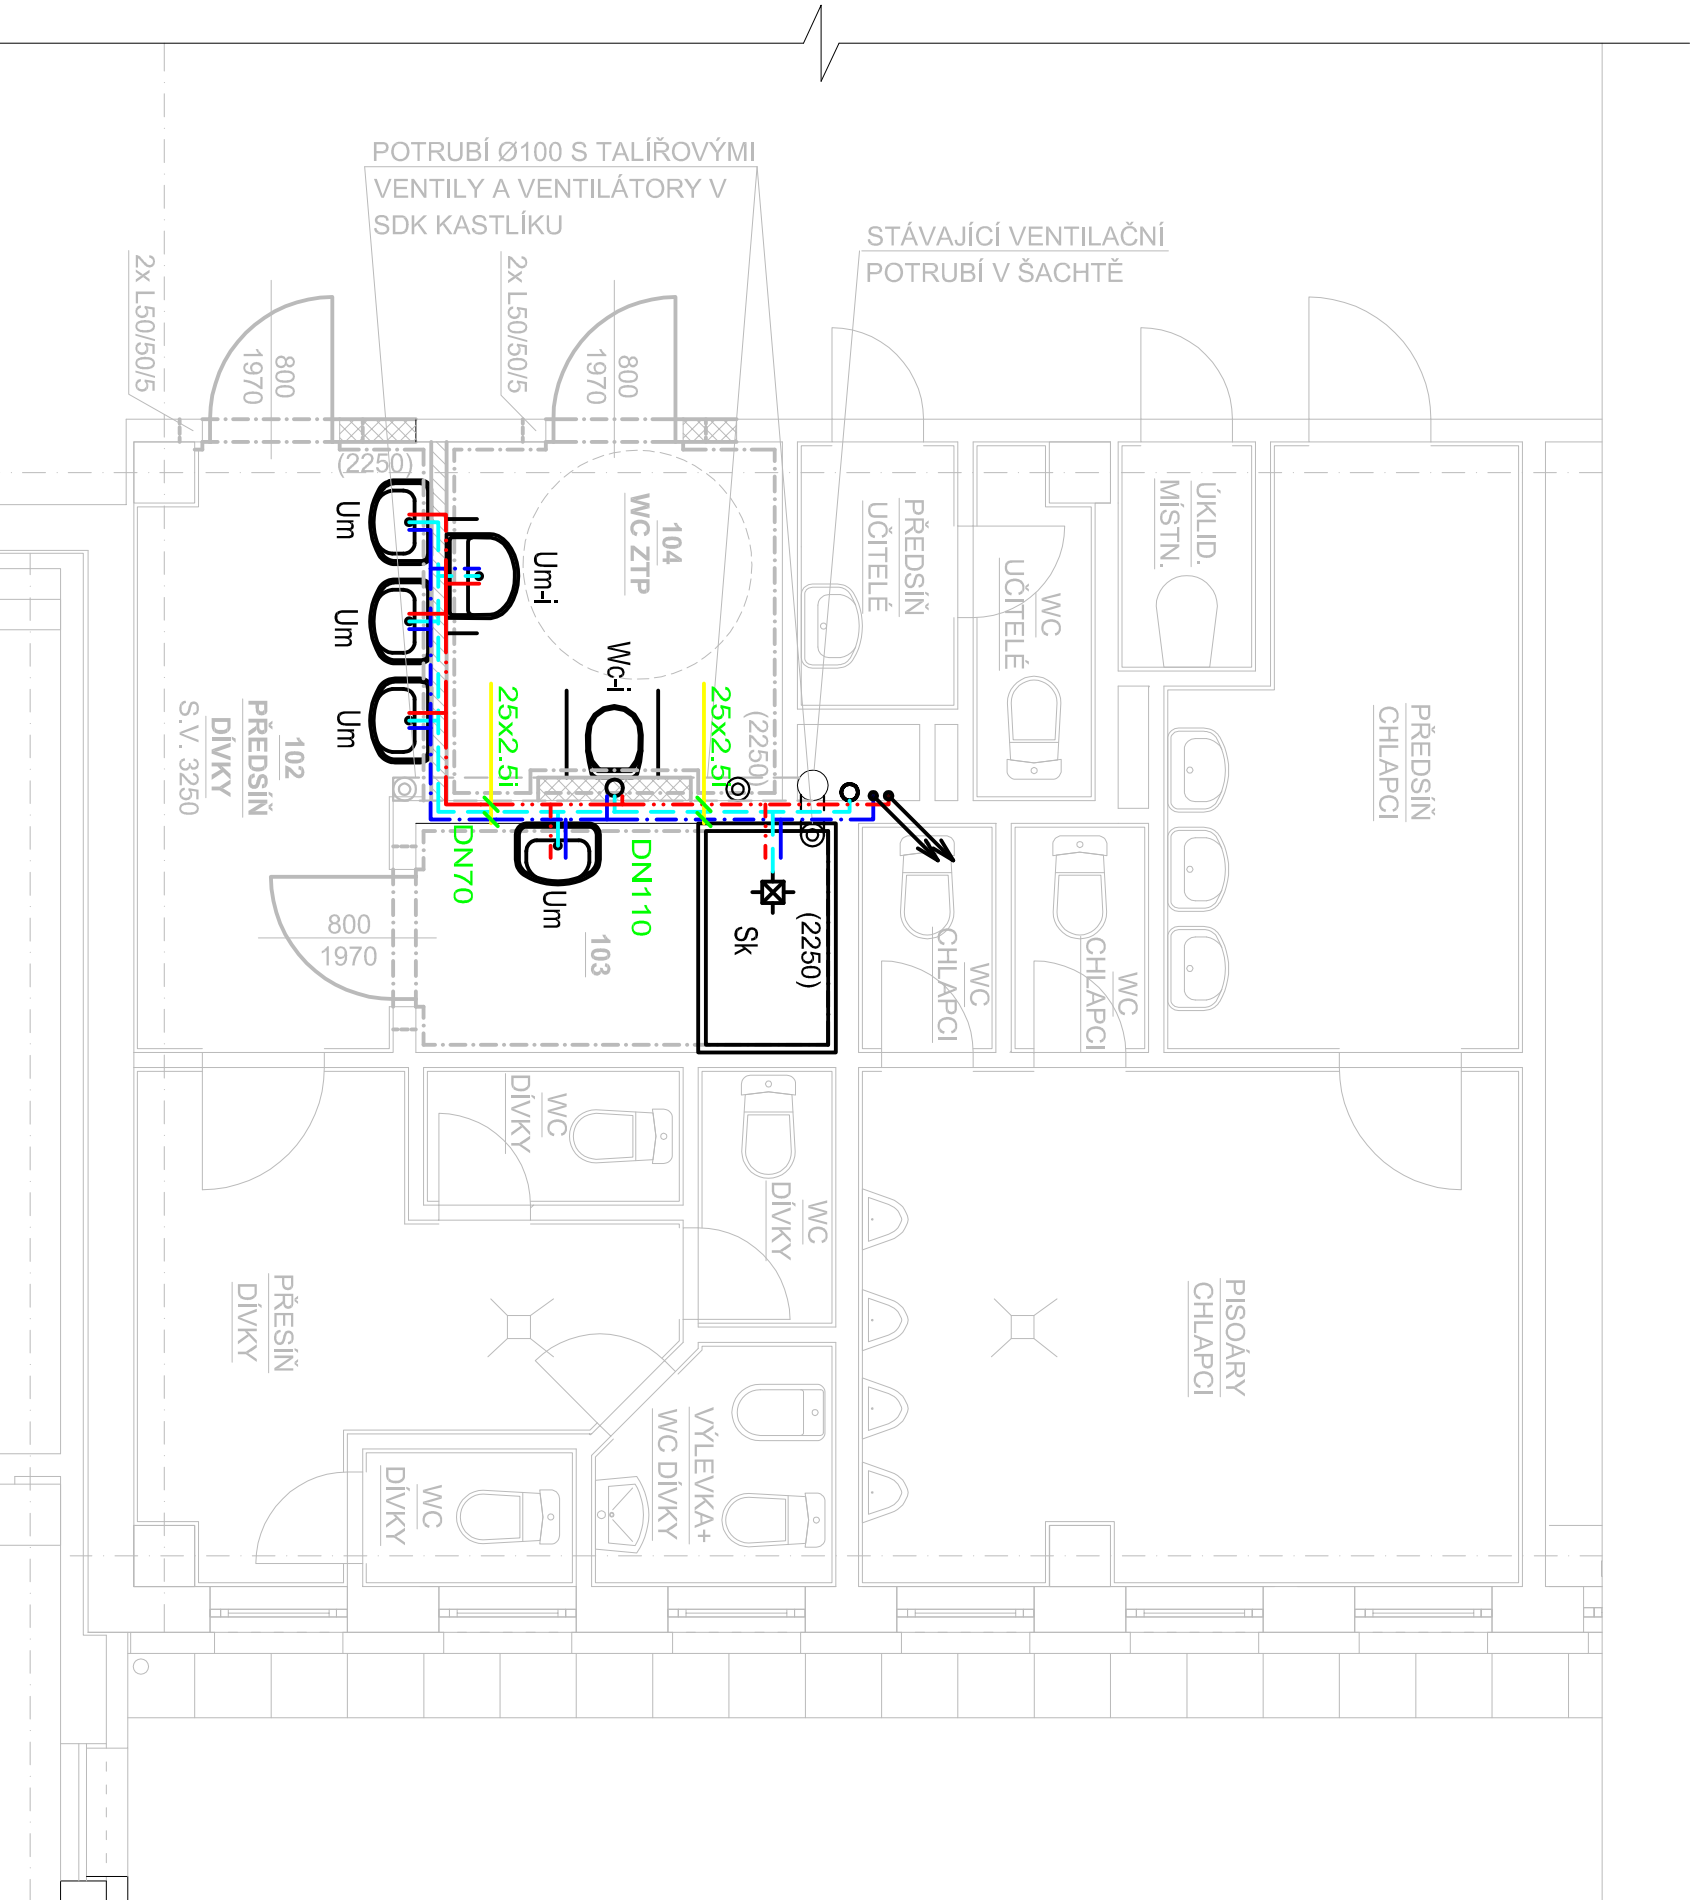 POTRUBÍ Ø100 S TALÍŘOVÝMI
VENTILY A VENTILÁTORY V
SDK KASTLÍKU
STÁVAJÍCÍ VENTILAČNÍ
POTRUBÍ V ŠACHTĚ
2x L50/50/5
800
1970
2x L50/50/5
800
1970
(2250)
Um
Um
Um
Um-i
104
WC ZTP
Wc-i
25x2.5i
25x2.5i
(2250)
PŘEDSÍŇ
UČITELÉ
WC
UČITELÉ
ÚKLID.
MÍSTN.
PŘEDSÍŇ
CHLAPCI
102
PŘEDSÍŇ
DÍVKY
S.V. 3250
DN70
Um
DN110
Sk
(2250)
103
800
1970
WC
CHLAPCI
WC
CHLAPCI
WC
DÍVKY
WC
DÍVKY
PŘESÍŇ
DÍVKY
PISOÁRY
CHLAPCI
VÝLEVKA+
WC DÍVKY
WC
DÍVKY